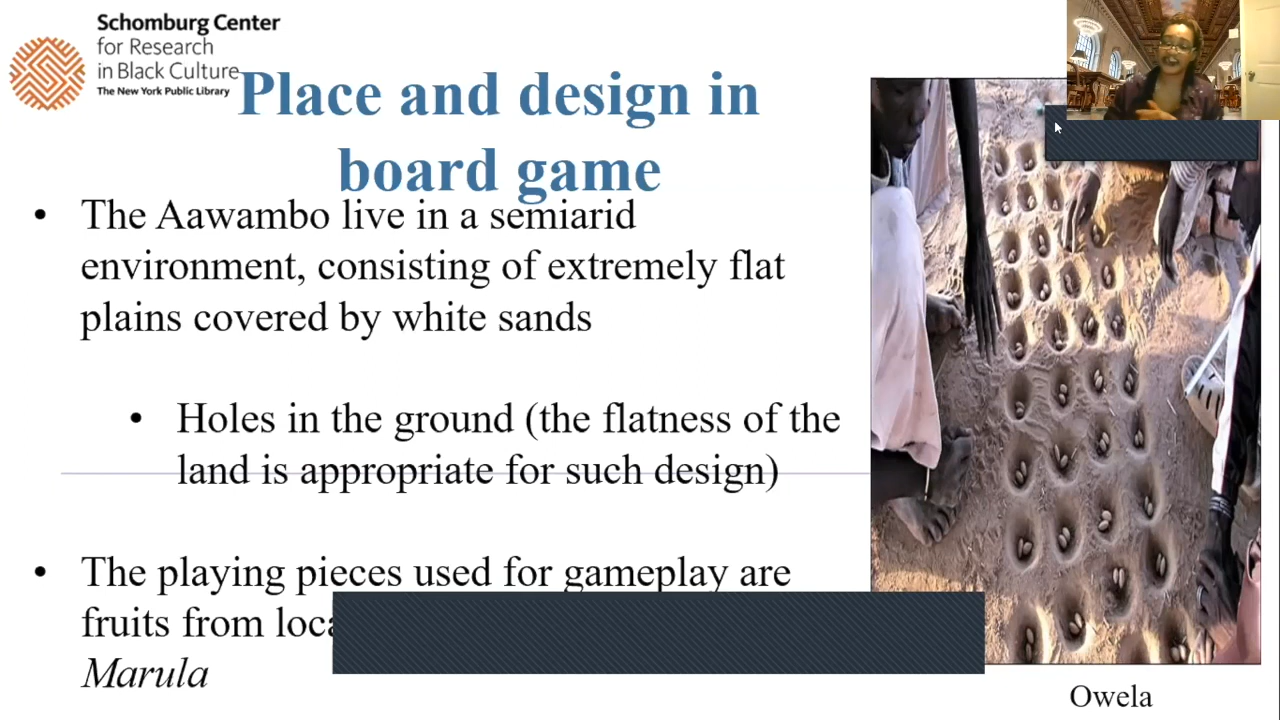 Schomburg Center
for Research
in Black Culture
The New York Public Library
Place and design in
board game
• The Aawambo live in a semiarid
environment, consisting of extremely flat
plains covered by white sands
• Holes in the ground (the flatness of the
land is appropriate for such design)
• The playing pieces used for gameplay are
fruits from
Marula
Owela